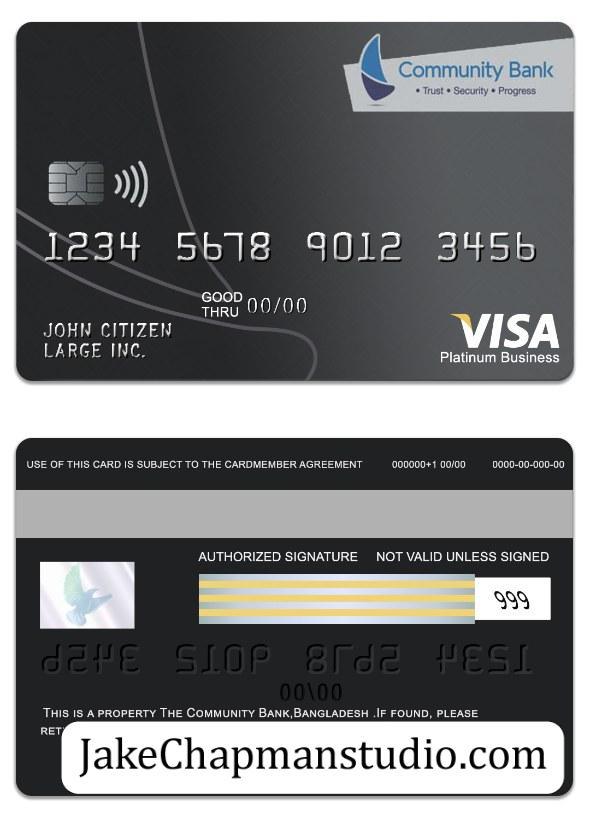 Community Bank
• Trust • Security • Progress
1234 5678 9012 3456
GOOD THRU 00/00
JOHN CITIZEN
LARGE INC.
VISA
Platinum Business
USE OF THIS CARD IS SUBJECT TO THE CARDMEMBER AGREEMENT 000000+1 00/00 0000-00-000-00
AUTHORIZED SIGNATURE NOT VALID UNLESS SIGNED
999
00/00
THIS IS A PROPERTY THE COMMUNITY BANK,BANGLADESH .IF FOUND, PLEASE
JakeChapmanstudio.com